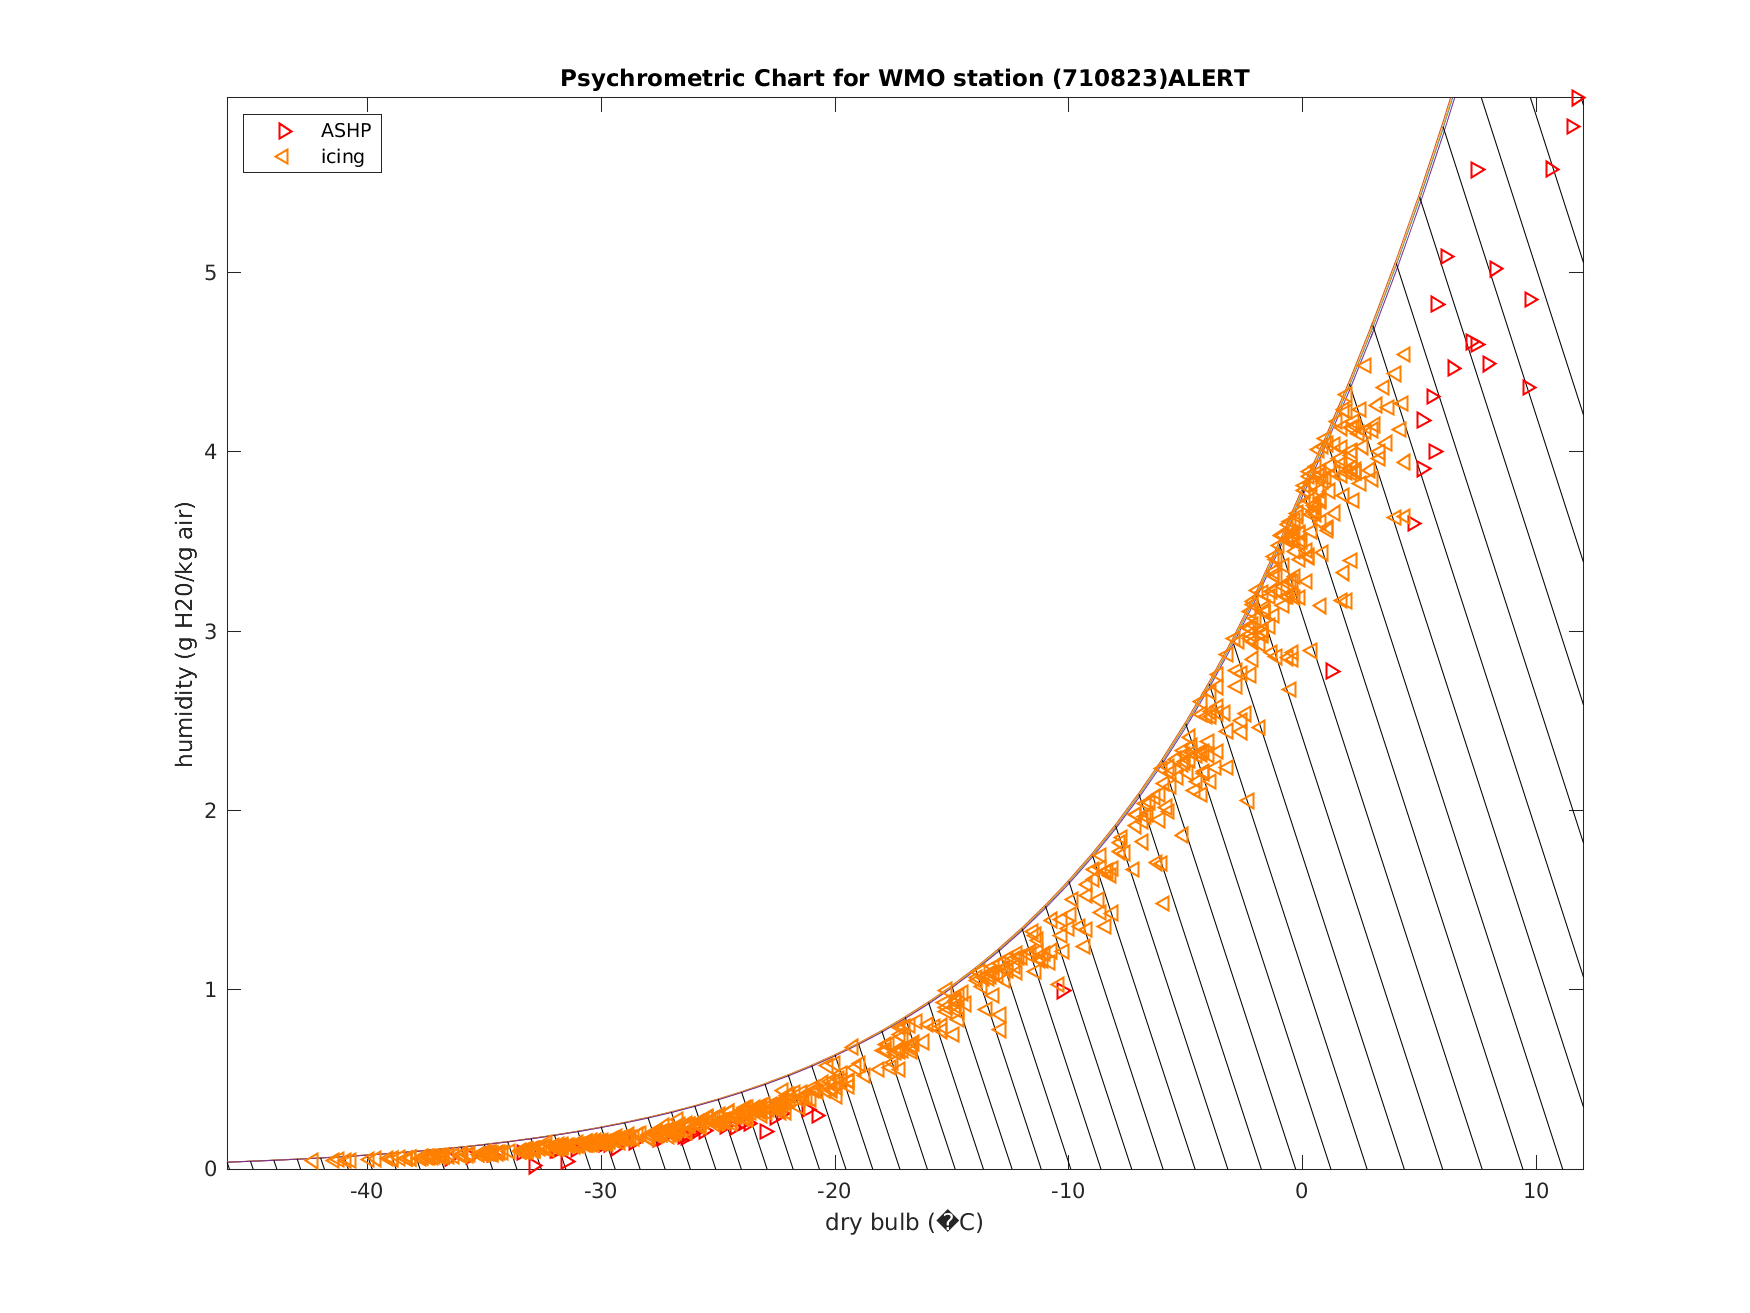 Psychrometric Chart for WMO station (710823)ALERT
ASHP
icing
humidity (g H20/kg air)
5
4
3
2
1
0
-40 -30 -20 -10 0 10
dry bulb (�C)